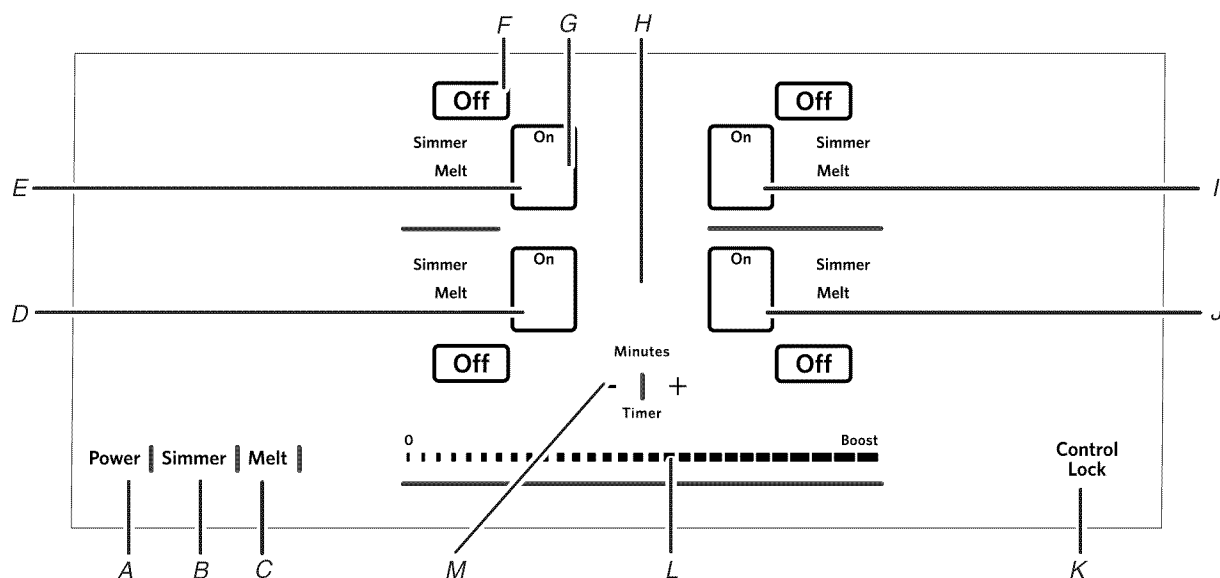 F G H
Off Off
On On
Simmer Simmer
Melt Melt
E I
On On
Simmer Simmer
Melt Melt
D J
Minutes
Off Off
- +
Timer
0 Boost
Power Simmer Melt
Control
Lock
A B C M L K